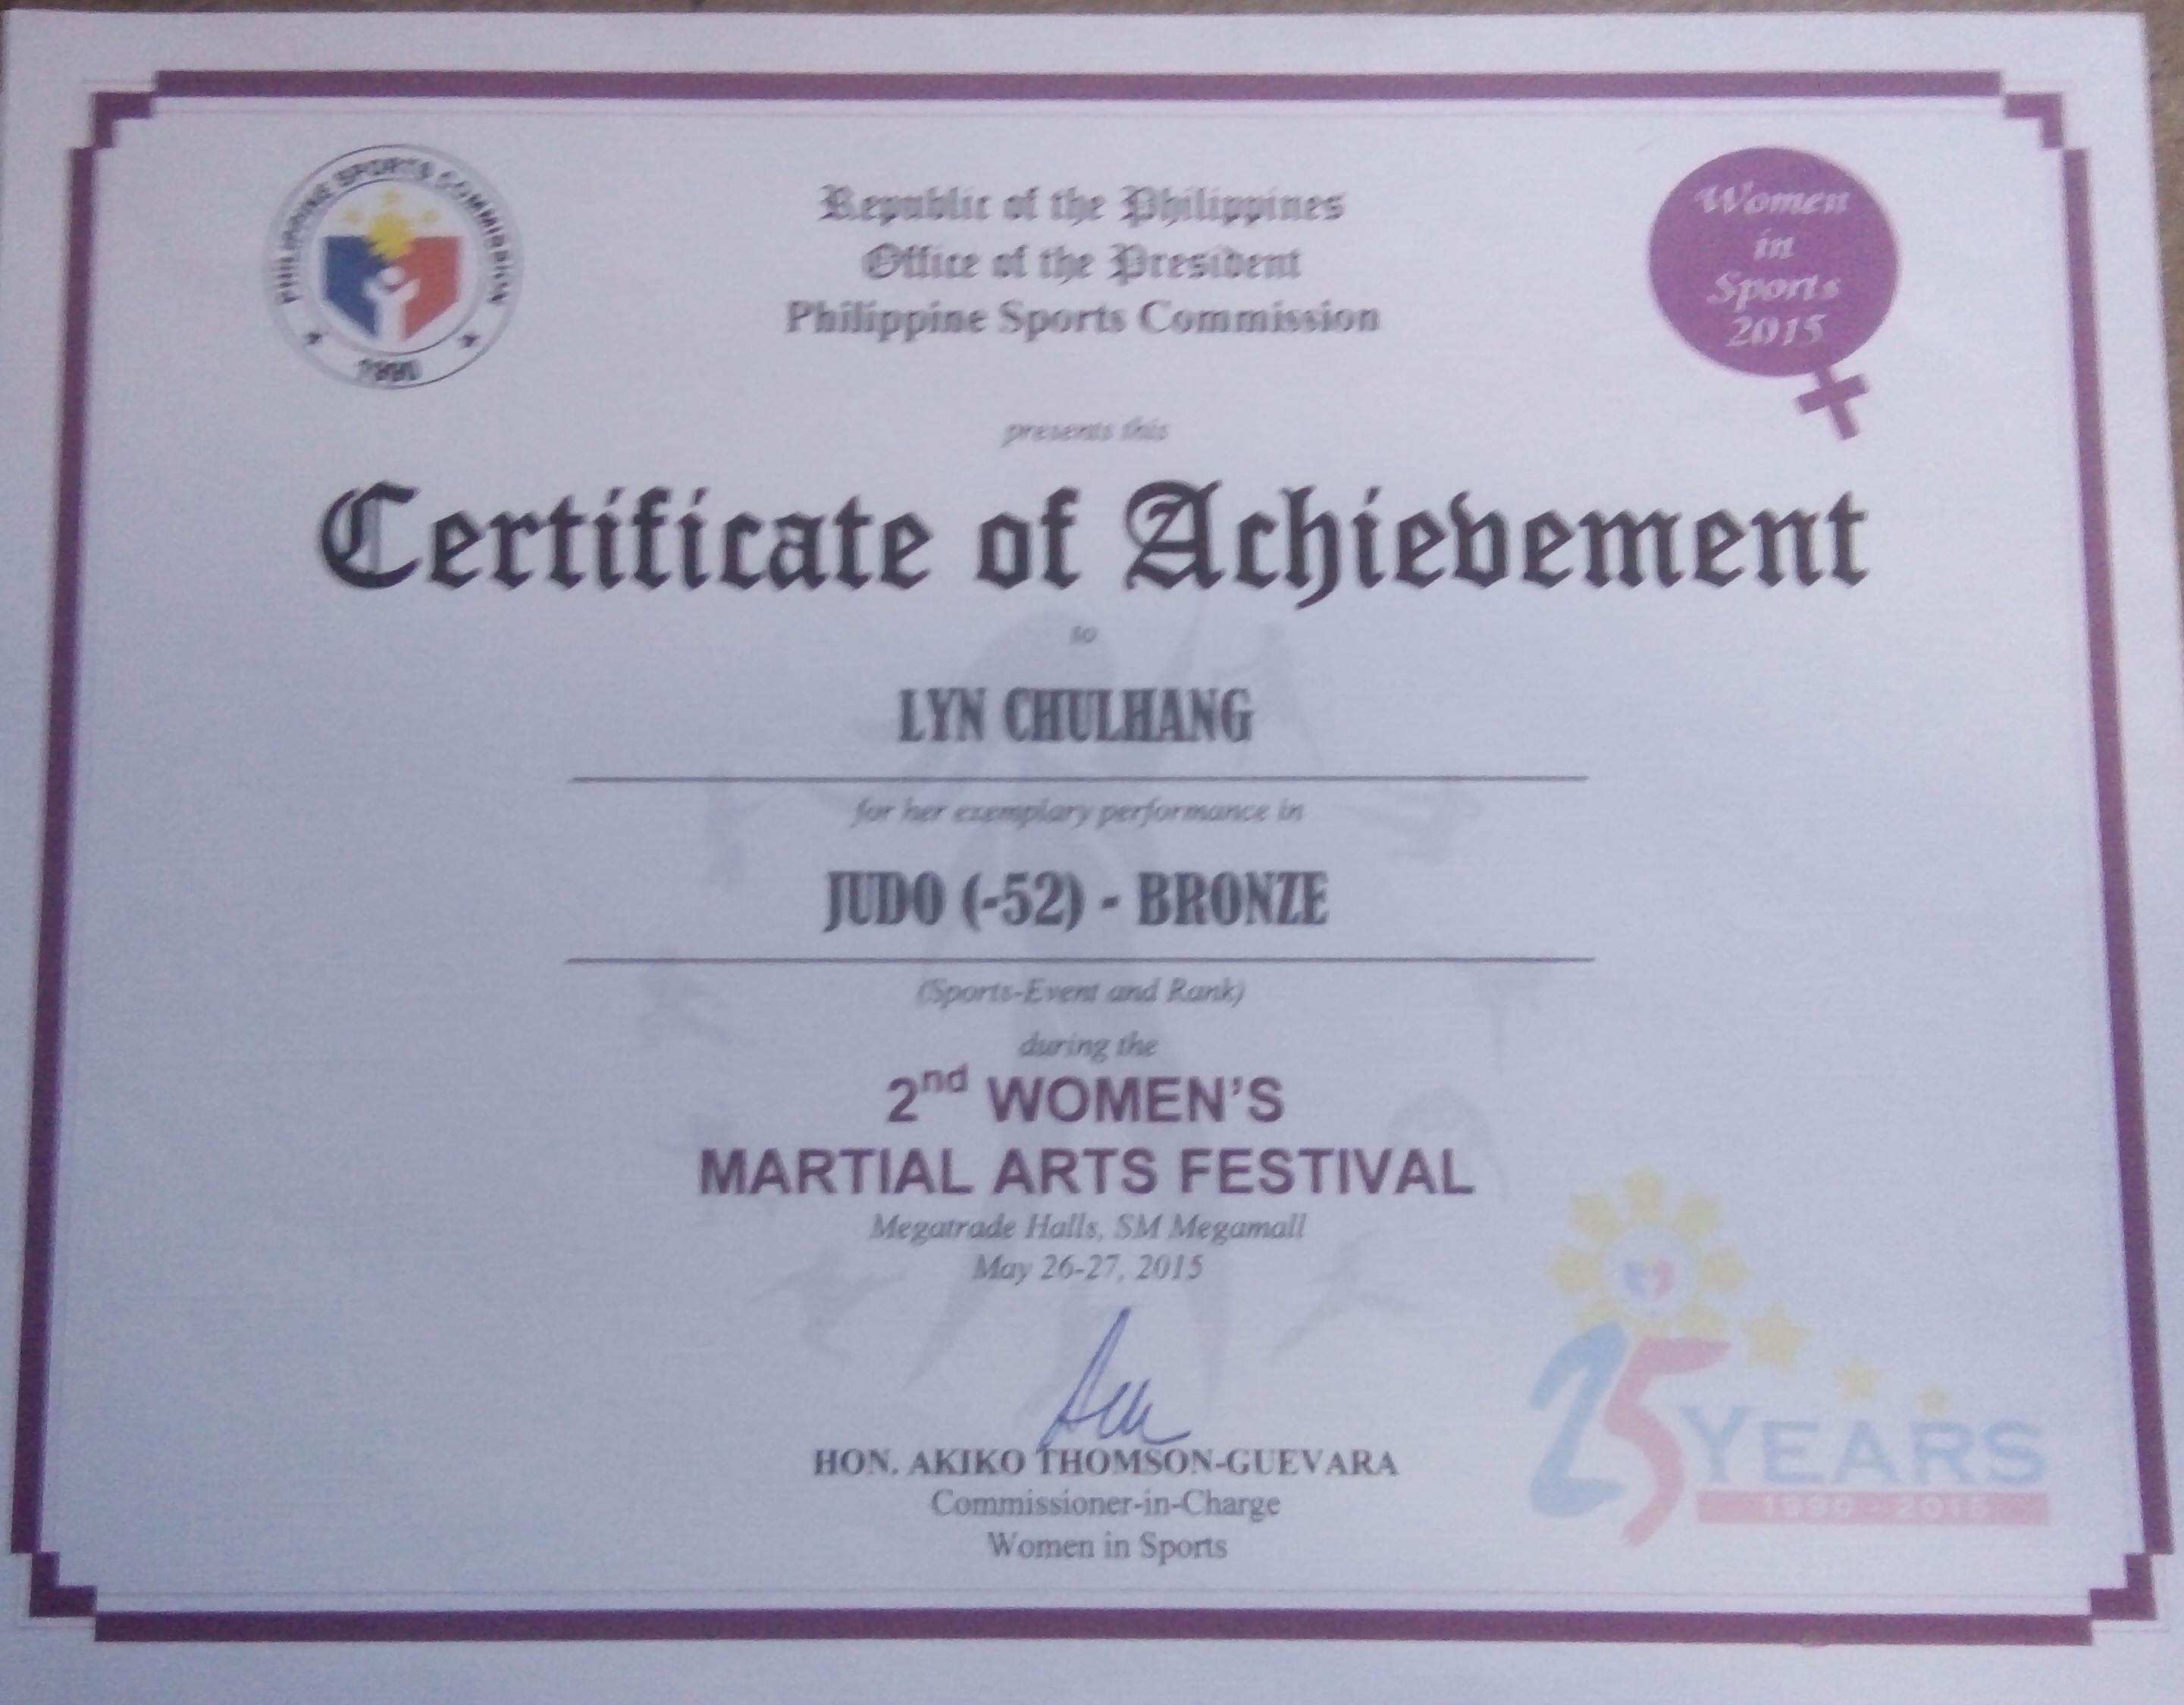 PHILIPPINE SPORTS COMMISSION
1990
Republic of the Philippines
Office of the President
Philippine Sports Commission
Women
in
Sports
2015
presents this
Certificate of Achievement
to
LYN CHULHANG
for her exemplary performance in
JUDO (-52) - BRONZE
(Sports-Event and Rank)
during the
2nd WOMEN'S
MARTIAL ARTS FESTIVAL
Megatrade Halls, SM Megamall
May 26-27, 2015
HON. AKIKO THOMSON-GUEVARA
Commissioner-in-Charge
Women in Sports
25 YEARS
1990 - 2015